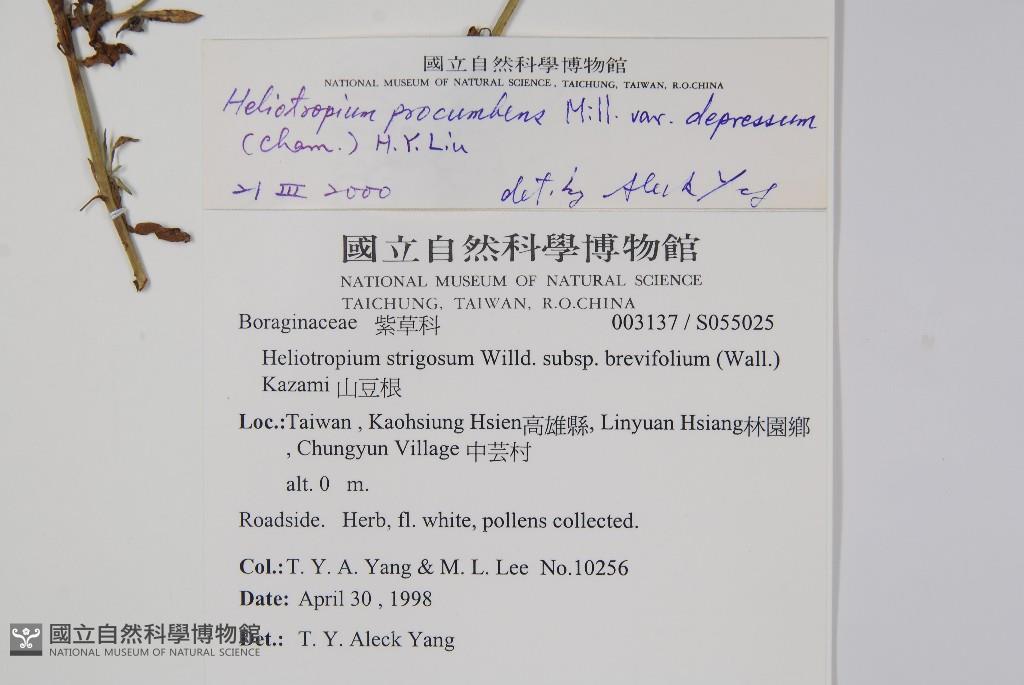 國立自然科學博物館
NATIONAL MUSEUM OF NATURAL SCIENCE, TAICHUNG, TAIWAN, R.O.CHINA
Heliotropium procumbens Mill. var. depressum
(Cham.) H.Y.Liu
21 III 2000 det. by Aleck Yang
國立自然科學博物館
NATIONAL MUSEUM OF NATURAL SCIENCE
TAICHUNG, TAIWAN, R.O.CHINA
Boraginaceae 紫草科 003137 / S055025
Heliotropium strigosum Willd. subsp. brevifolium (Wall.)
Kazami 山豆根
Loc.:Taiwan , Kaohsiung Hsien高雄縣, Linyuan Hsiang林園鄉
, Chungyun Village 中芸村
alt. 0 m.
Roadside. Herb, fl. white, pollens collected.
Col.:T. Y. A. Yang & M. L. Lee No.10256
Date: April 30 , 1998
Det.: T. Y. Aleck Yang
國立自然科學博物館
NATIONAL MUSEUM OF NATURAL SCIENCE